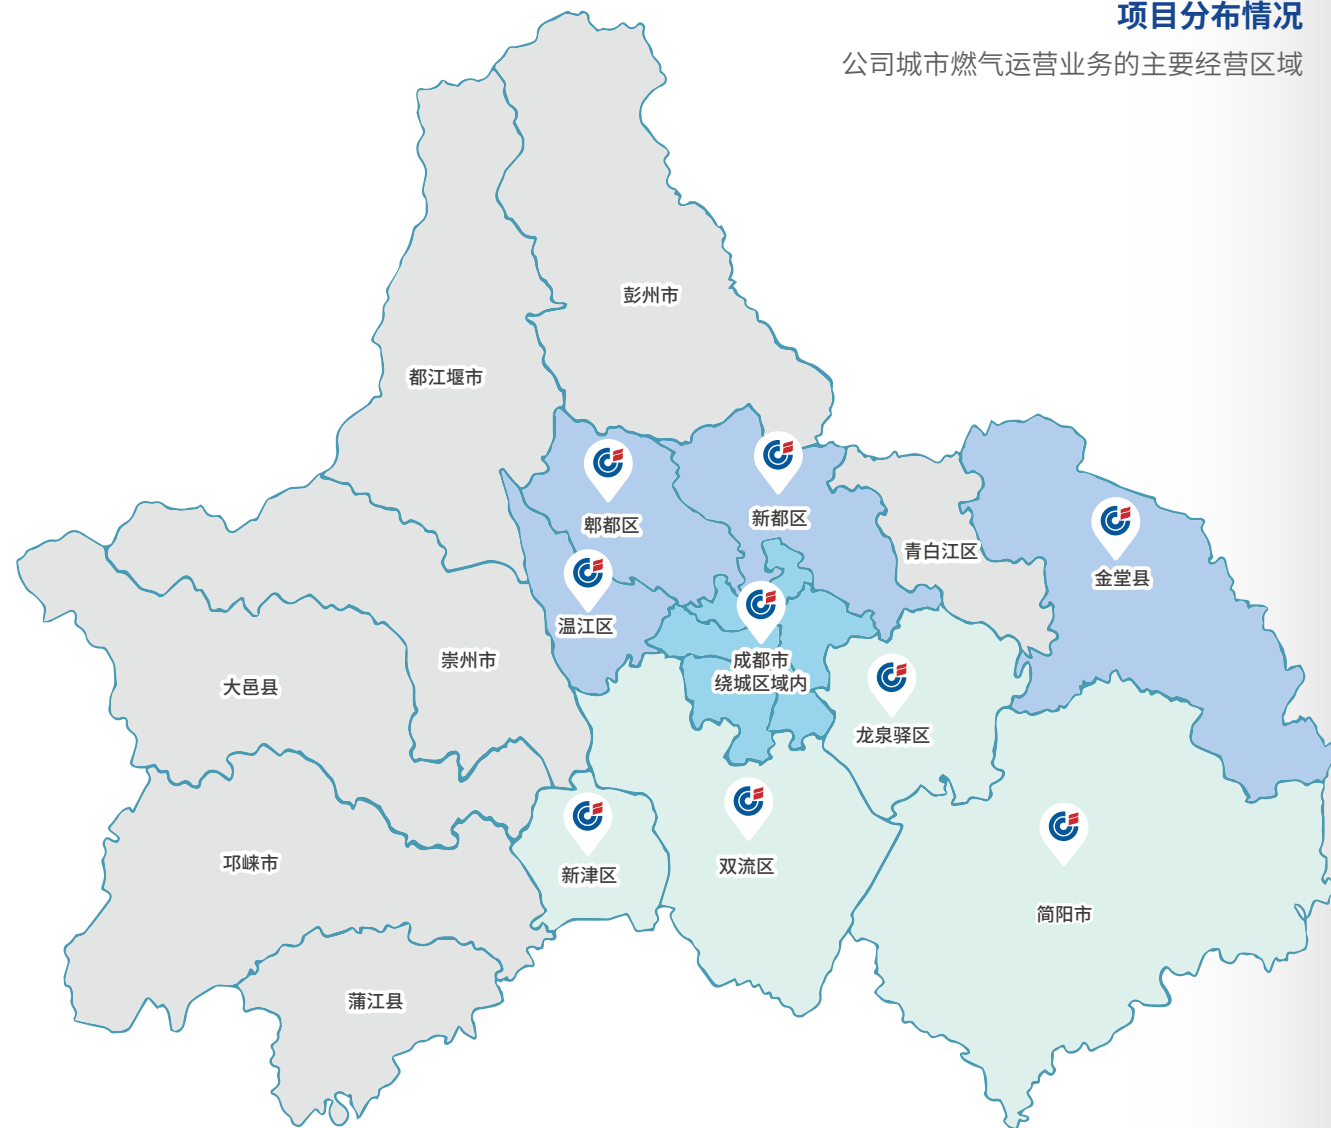 项目分布情况
公司城市燃气运营业务的主要经营区域
彭州市
都江堰市
郫都区
新都区
青白江区
金堂县
温江区
崇州市
成都市
绕城区域内
大邑县
龙泉驿区
邛崃市
新津区
双流区
简阳市
蒲江县